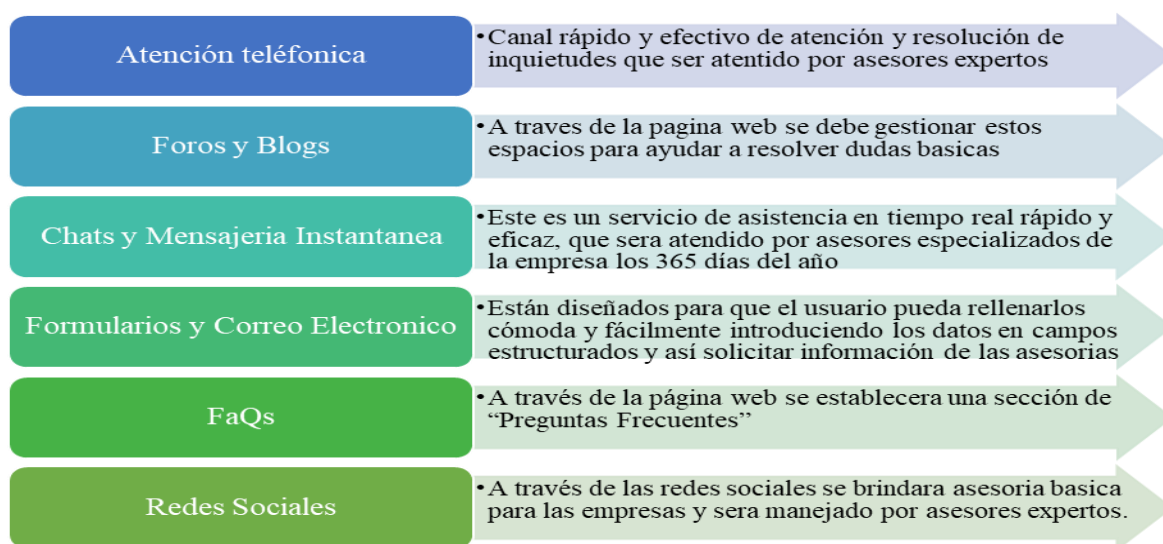 Atención teléfonica
•Canal rápido y efectivo de atención y resolución de
inquietudes que ser atentido por asesores expertos
Foros y Blogs
•A traves de la pagina web se debe gestionar estos
espacios para ayudar a resolver dudas basicas
Chats y Mensajeria Instantanea
•Este es un servicio de asistencia en tiempo real rápido y
eficaz, que sera atendido por asesores especializados de
la empresa los 365 días del año
Formularios y Correo Electronico
•Están diseñados para que el usuario pueda rellenarlos
cómoda y fácilmente introduciendo los datos en campos
estructurados y así solicitar información de las asesorias
FaQs
•A través de la página web se establecera una sección de
“Preguntas Frecuentes”
Redes Sociales
•A través de las redes sociales se brindara asesoria basica
para las empresas y sera manejado por asesores expertos.